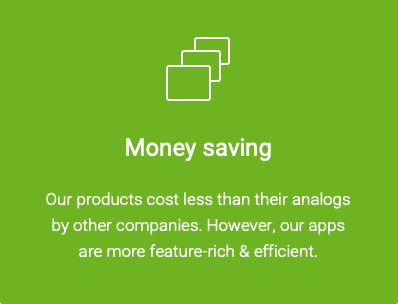 Money saving
Our products cost less than their analogs
by other companies. However, our apps
are more feature-rich & efficient.